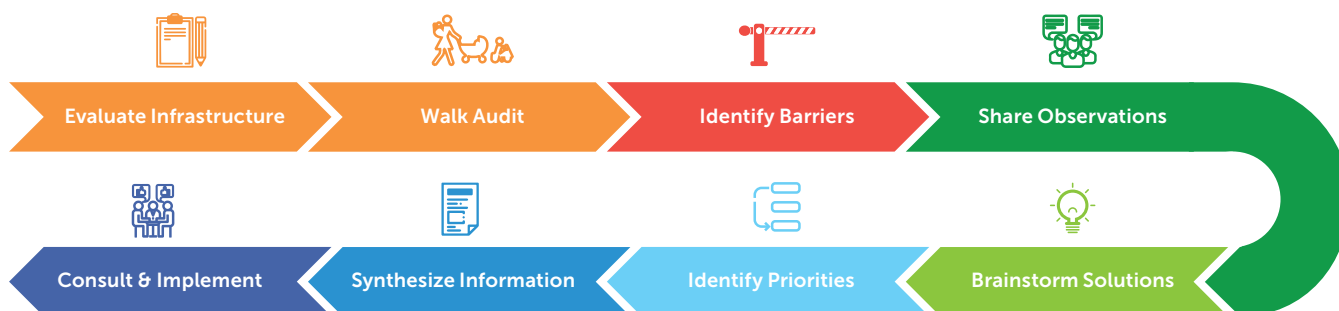 Evaluate Infrastructure
Walk Audit
Identify Barriers
Share Observations
Brainstorm Solutions
Identify Priorities
Synthesize Information
Consult & Implement